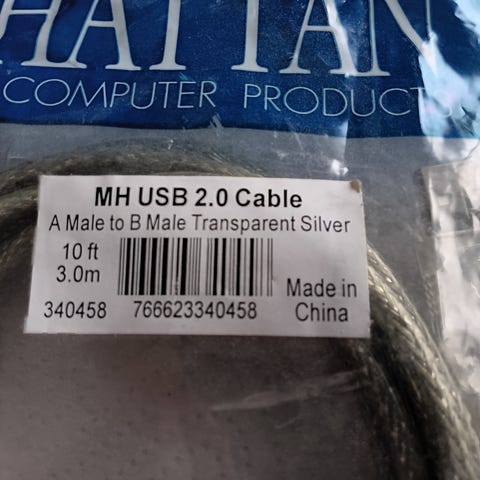 HATTAN
COMPUTER PRODUCT
MH USB 2.0 Cable
A Male to B Male Transparent Silver
10 ft
3.0m
340458
766623340458
Made in
China